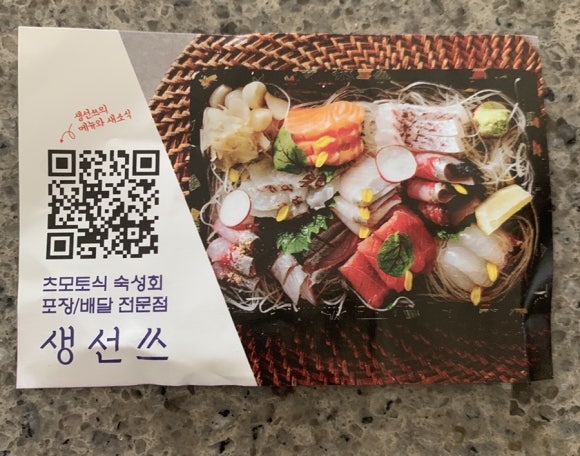 생선쓰의
메뉴와 새소식
츠모토식 숙성회
포장/배달 전문점
생선쓰